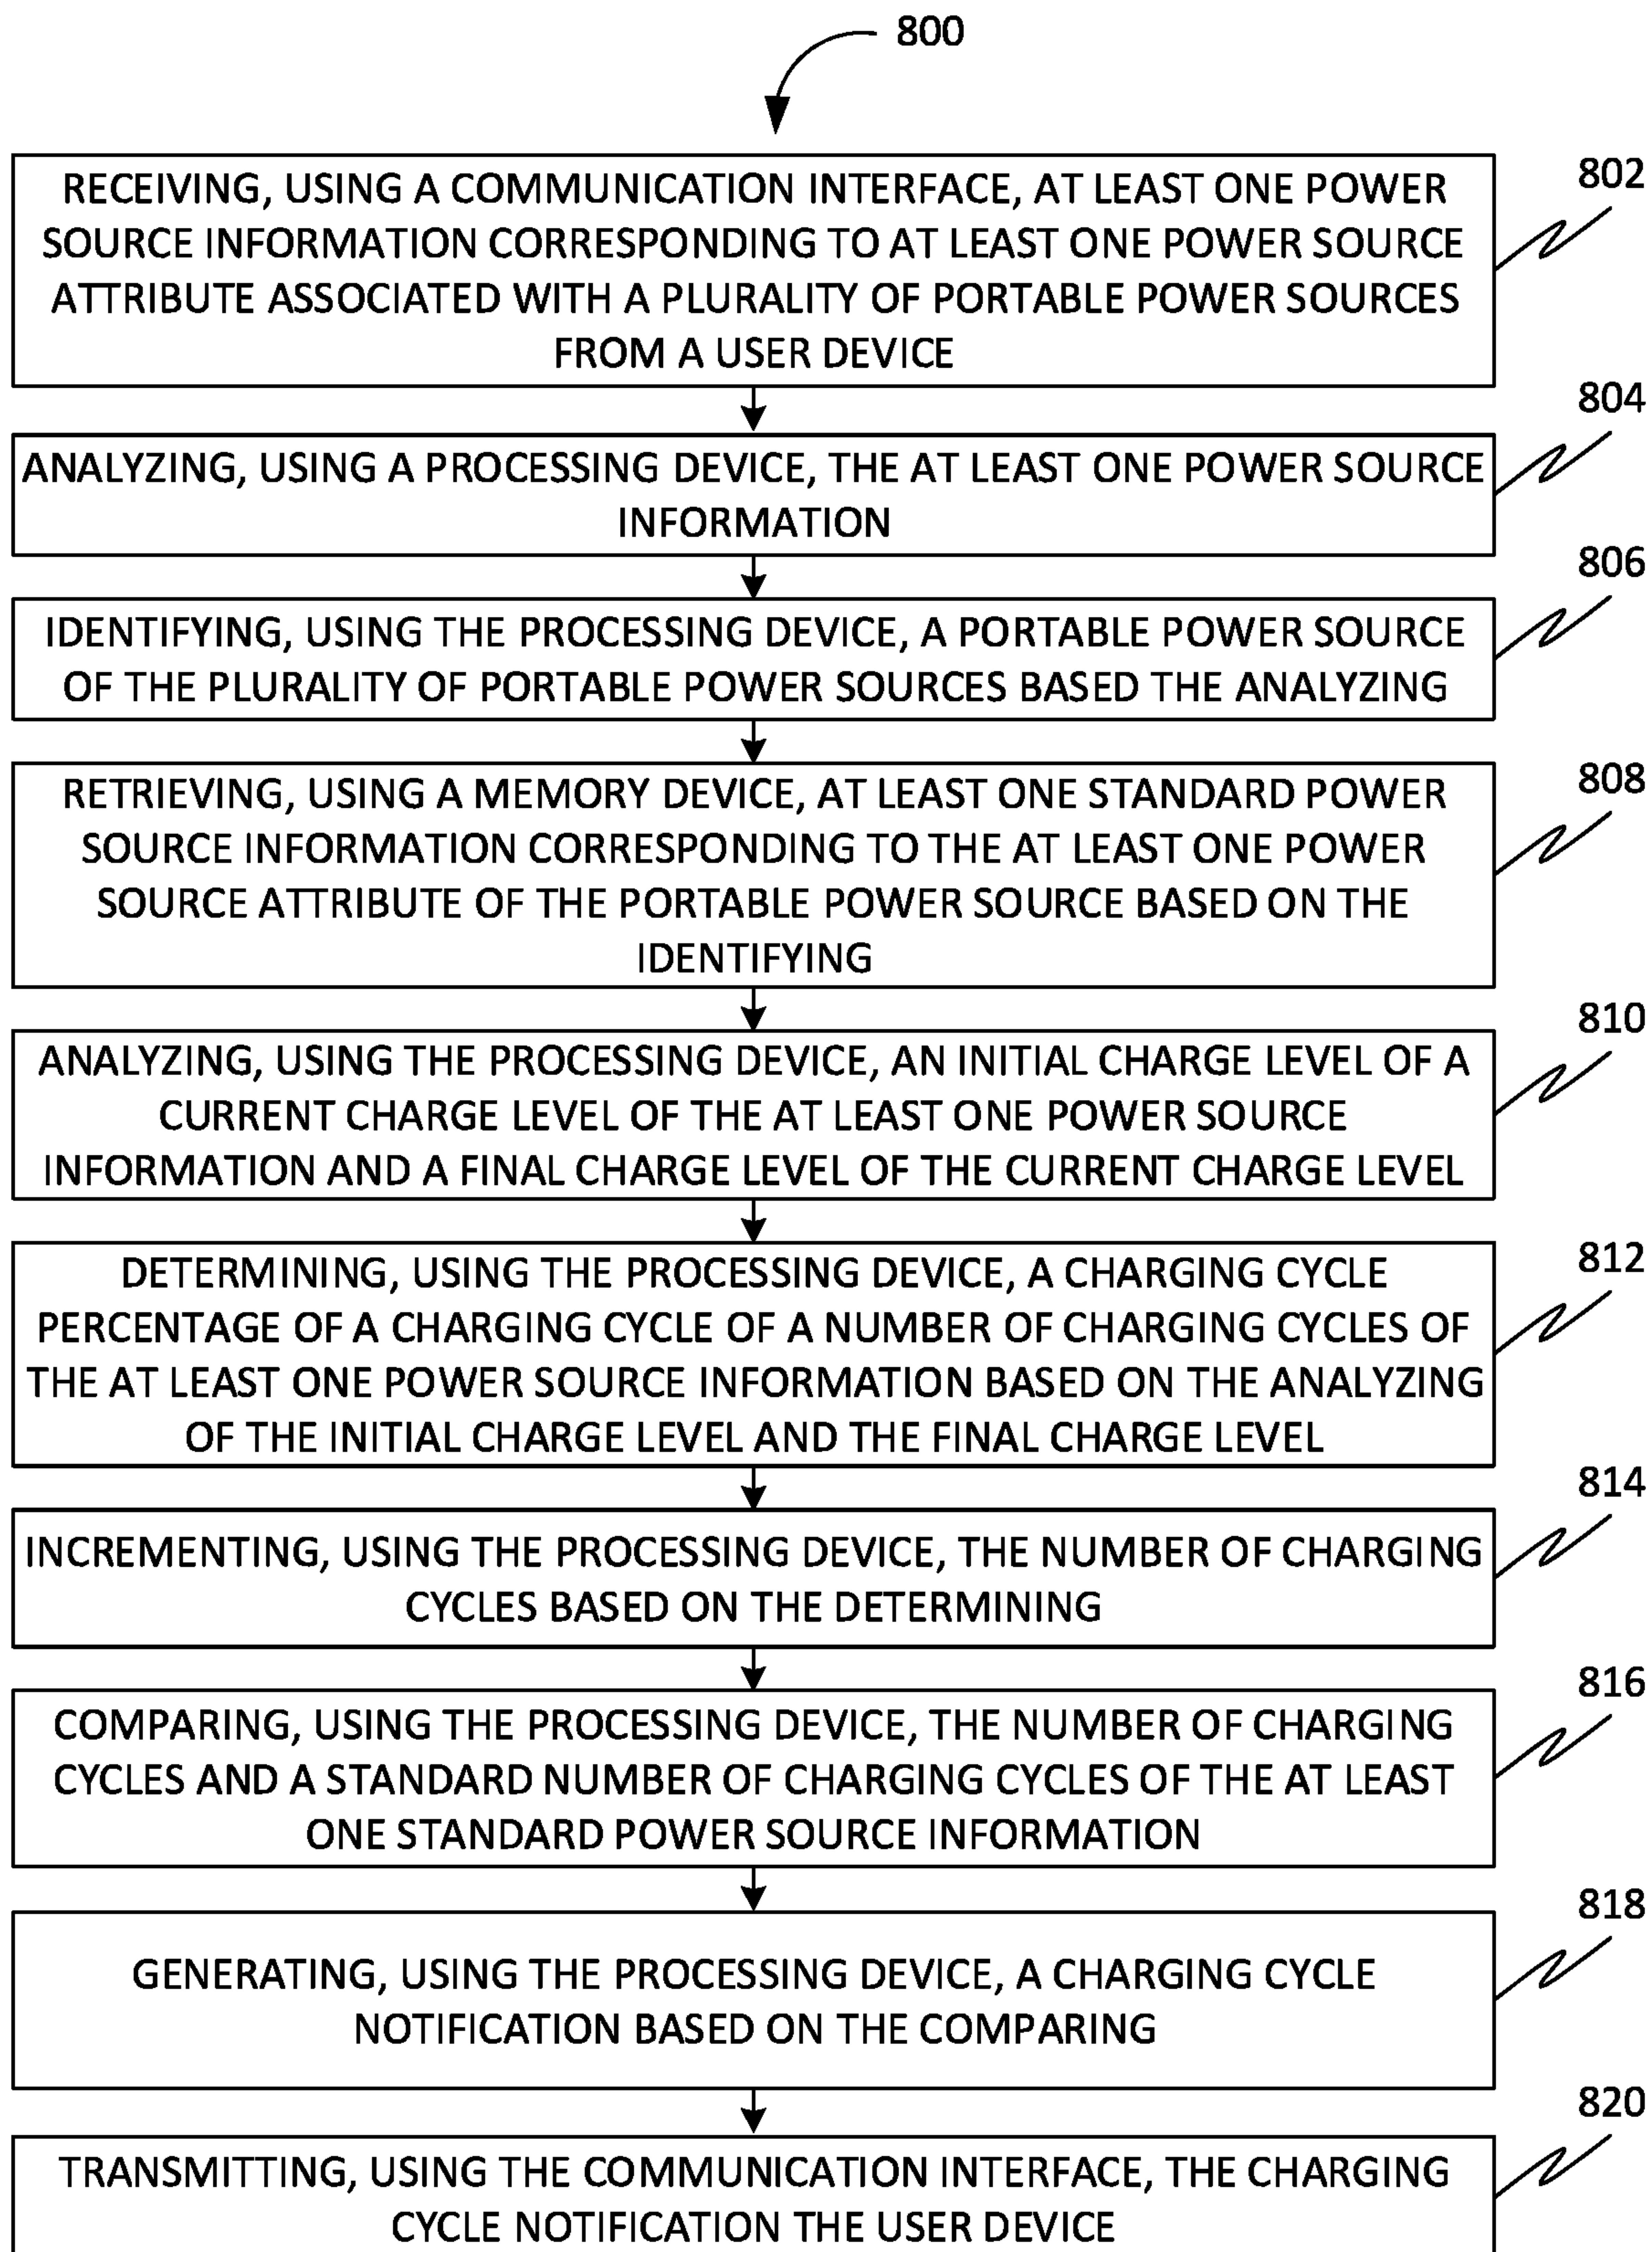 800
802
RECEIVING, USING A COMMUNICATION INTERFACE, AT LEAST ONE POWER
SOURCE INFORMATION CORRESPONDING TO AT LEAST ONE POWER SOURCE
ATTRIBUTE ASSOCIATED WITH A PLURALITY OF PORTABLE POWER SOURCES
FROM A USER DEVICE
804
ANALYZING, USING A PROCESSING DEVICE, THE AT LEAST ONE POWER SOURCE
INFORMATION
806
IDENTIFYING, USING THE PROCESSING DEVICE, A PORTABLE POWER SOURCE
OF THE PLURALITY OF PORTABLE POWER SOURCES BASED THE ANALYZING
808
RETRIEVING, USING A MEMORY DEVICE, AT LEAST ONE STANDARD POWER
SOURCE INFORMATION CORRESPONDING TO THE AT LEAST ONE POWER
SOURCE ATTRIBUTE OF THE PORTABLE POWER SOURCE BASED ON THE
IDENTIFYING
810
ANALYZING, USING THE PROCESSING DEVICE, AN INITIAL CHARGE LEVEL OF A
CURRENT CHARGE LEVEL OF THE AT LEAST ONE POWER SOURCE
INFORMATION AND A FINAL CHARGE LEVEL OF THE CURRENT CHARGE LEVEL
812
DETERMINING, USING THE PROCESSING DEVICE, A CHARGING CYCLE
PERCENTAGE OF A CHARGING CYCLE OF A NUMBER OF CHARGING CYCLES OF
THE AT LEAST ONE POWER SOURCE INFORMATION BASED ON THE ANALYZING
OF THE INITIAL CHARGE LEVEL AND THE FINAL CHARGE LEVEL
814
INCREMENTING, USING THE PROCESSING DEVICE, THE NUMBER OF CHARGING
CYCLES BASED ON THE DETERMINING
816
COMPARING, USING THE PROCESSING DEVICE, THE NUMBER OF CHARGING
CYCLES AND A STANDARD NUMBER OF CHARGING CYCLES OF THE AT LEAST
ONE STANDARD POWER SOURCE INFORMATION
818
GENERATING, USING THE PROCESSING DEVICE, A CHARGING CYCLE
NOTIFICATION BASED ON THE COMPARING
820
TRANSMITTING, USING THE COMMUNICATION INTERFACE, THE CHARGING
CYCLE NOTIFICATION THE USER DEVICE